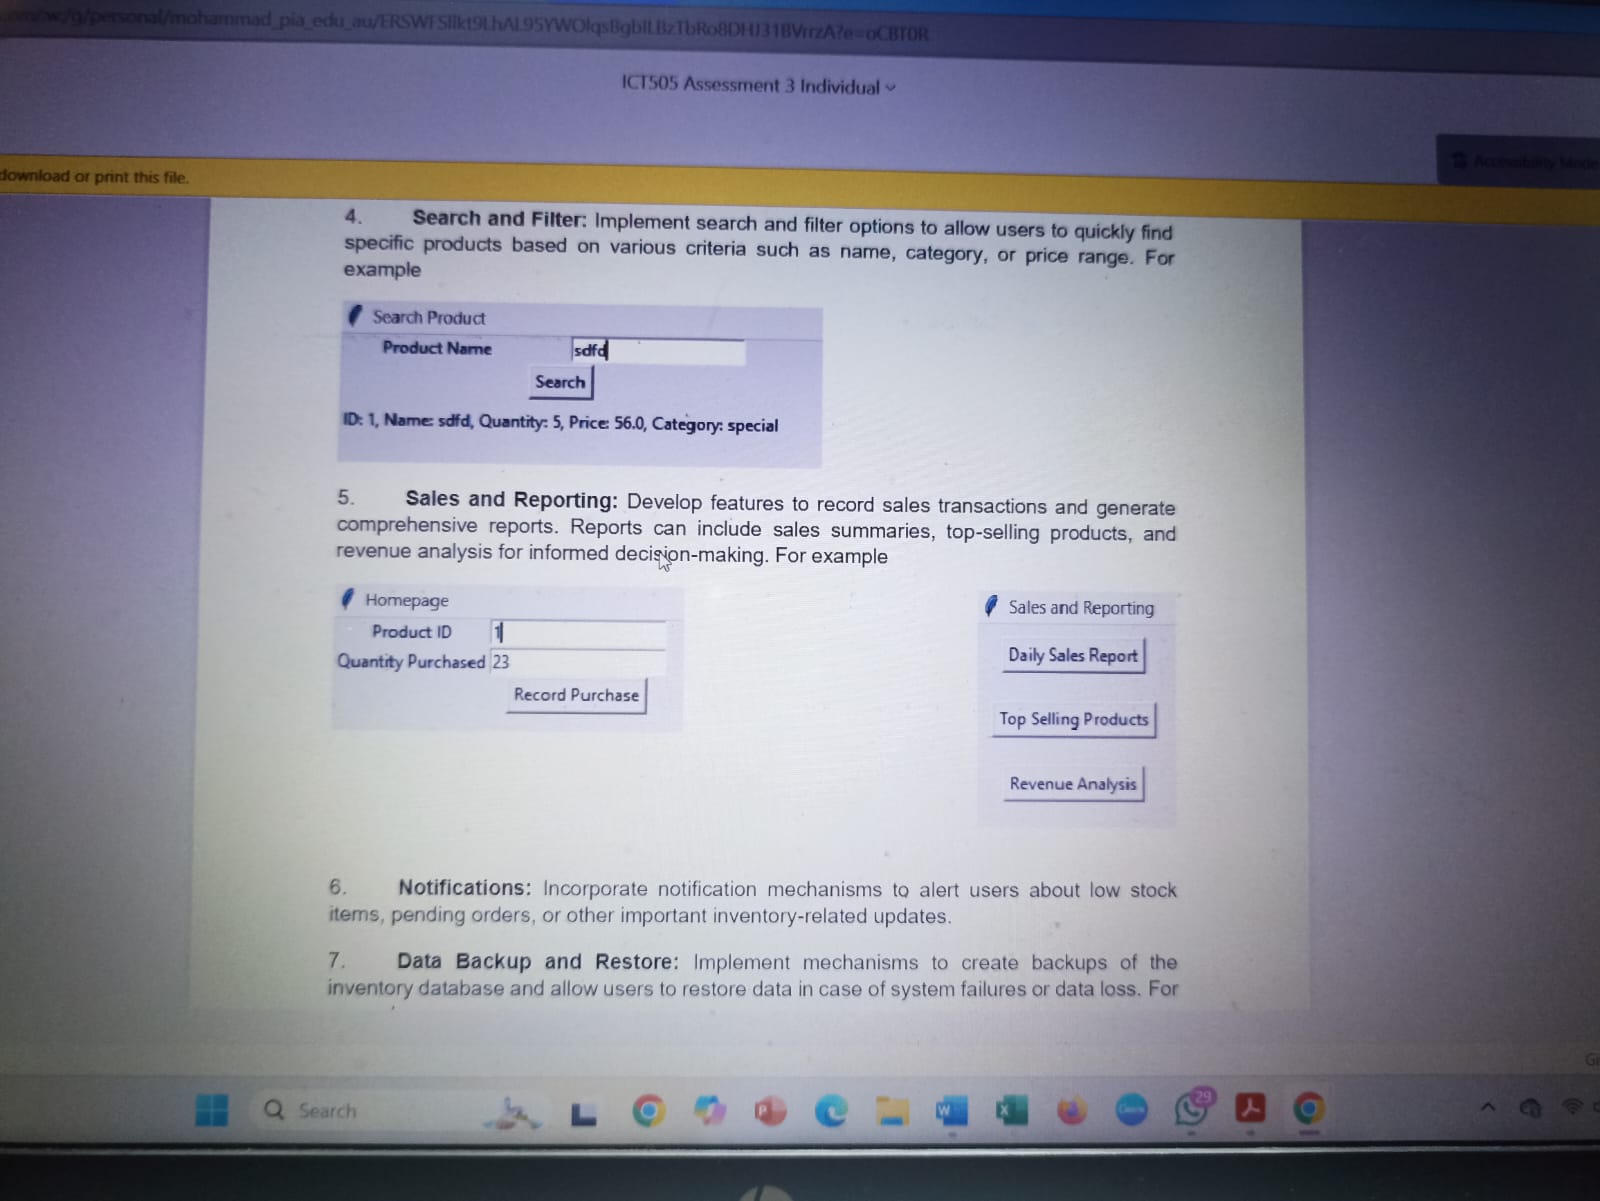 ICT505 Assessment 3 Individual
download or print this file.
4. Search and Filter: Implement search and filter options to allow users to quickly find
specific products based on various criteria such as name, category, or price range. For
example
Search Product
Product Name sdfd
Search
ID: 1, Name: sdfd, Quantity: 5, Price: 56.0, Category: special
5. Sales and Reporting: Develop features to record sales transactions and generate
comprehensive reports. Reports can include sales summaries, top-selling products, and
revenue analysis for informed decision-making. For example
Homepage
Product ID 1
Quantity Purchased 23
Record Purchase
Sales and Reporting
Daily Sales Report
Top Selling Products
Revenue Analysis
6. Notifications: Incorporate notification mechanisms to alert users about low stock
items, pending orders, or other important inventory-related updates.
7. Data Backup and Restore: Implement mechanisms to create backups of the
inventory database and allow users to restore data in case of system failures or data loss. For
Search
29